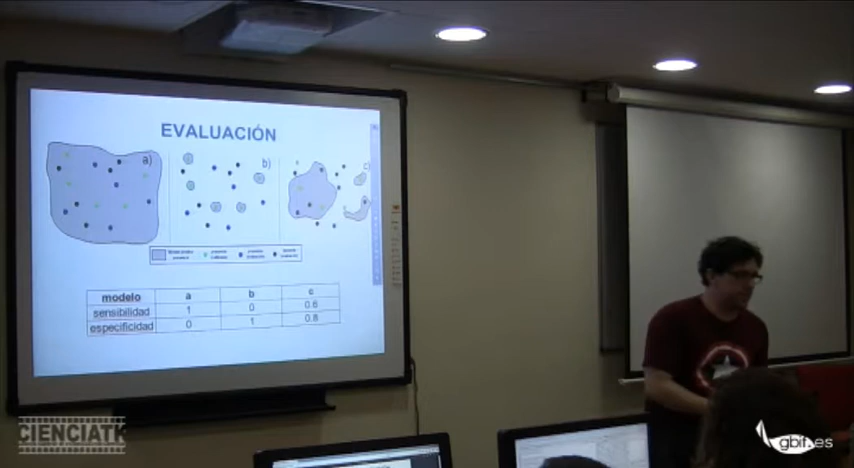 EVALUACIÓN
a) b) c)
modelo a b c
sensibilidad 1 0 0.6
especificidad 0 1 0.8
CIENCIATK
gbif.es